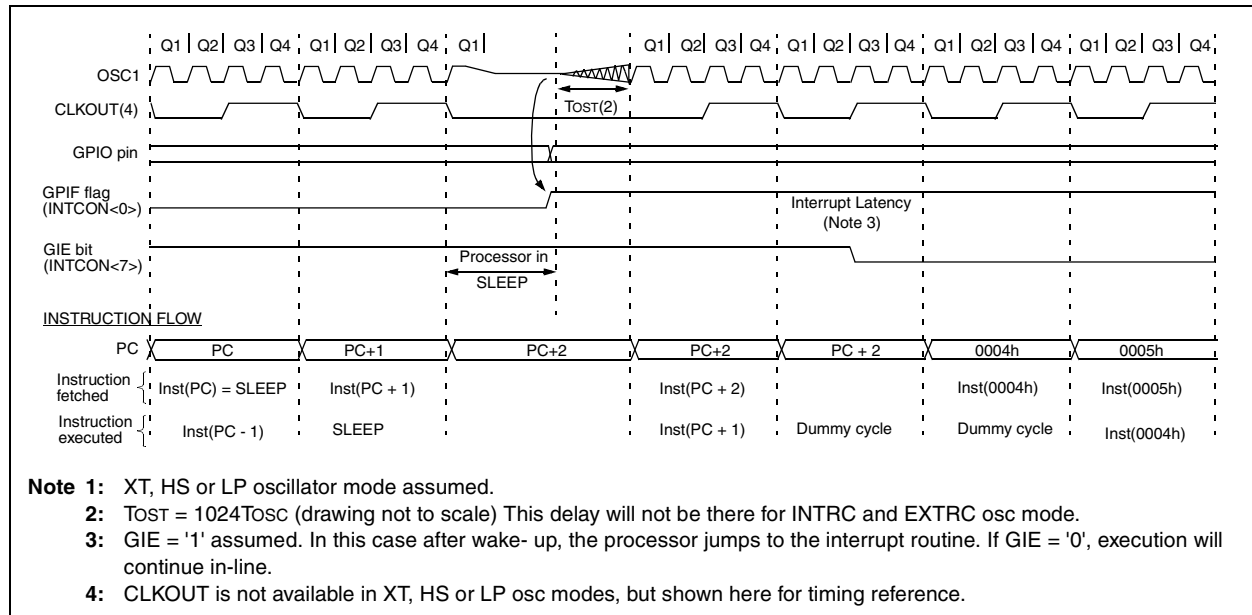 Q1 Q2 Q3 Q4 Q1 Q2 Q3 Q4 Q1 Q1 Q2 Q3 Q4 Q1 Q2 Q3 Q4 Q1 Q2 Q3 Q4 Q1 Q2 Q3 Q4
OSC1
TOST(2)
CLKOUT(4)
GPIO pin
GPIF flag
(INTCON<0>)
Interrupt Latency
(Note 3)
GIE bit
(INTCON<7>)
Processor in
SLEEP
INSTRUCTION FLOW
PC PC PC+1 PC+2 PC+2 PC + 2 0004h 0005h
Instruction
fetched
Inst(PC) = SLEEP Inst(PC + 1) Inst(PC + 2) Inst(0004h) Inst(0005h)
Instruction
executed
Inst(PC - 1) SLEEP Inst(PC + 1) Dummy cycle Dummy cycle Inst(0004h)
Note 1: XT, HS or LP oscillator mode assumed.
2: TOST = 1024TOSC (drawing not to scale) This delay will not be there for INTRC and EXTRC osc mode.
3: GIE = '1' assumed. In this case after wake- up, the processor jumps to the interrupt routine. If GIE = '0', execution will
continue in-line.
4: CLKOUT is not available in XT, HS or LP osc modes, but shown here for timing reference.